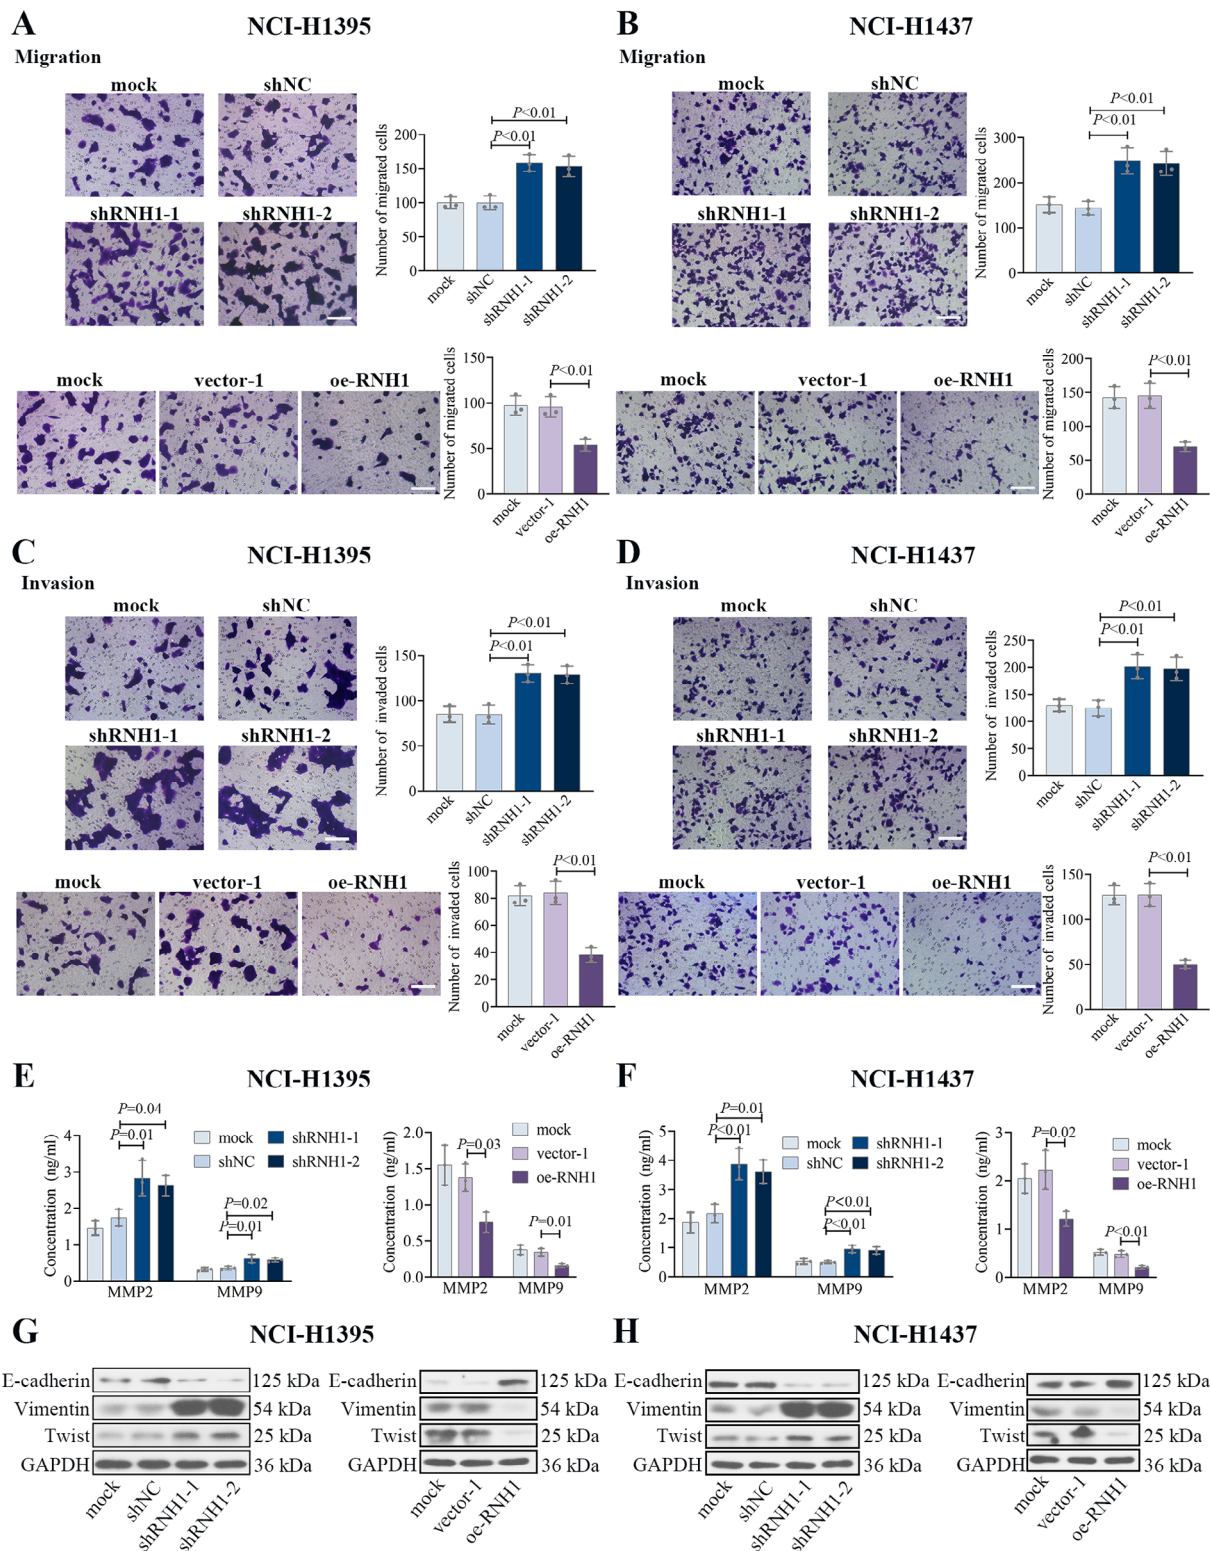 A
NCI-H1395
Migration
mock
shNC
shRNH1-1
shRNH1-2
Number of migrated cells
200
150
100
50
0
P<0.01
P<0.01
mock
shNC
shRNH1-1
shRNH1-2
mock
vector-1
oe-RNH1
Number of migrated cells
150
100
50
0
P<0.01
mock
vector-1
oe-RNH1
B
NCI-H1437
Migration
mock
shNC
shRNH1-1
shRNH1-2
Number of migrated cells
300
200
100
0
P<0.01
P<0.01
mock
shNC
shRNH1-1
shRNH1-2
mock
vector-1
oe-RNH1
Number of migrated cells
200
150
100
50
0
P<0.01
mock
vector-1
oe-RNH1
C
NCI-H1395
Invasion
mock
shNC
shRNH1-1
shRNH1-2
Number of invaded cells
150
100
50
0
P<0.01
P<0.01
mock
shNC
shRNH1-1
shRNH1-2
mock
vector-1
oe-RNH1
Number of invaded cells
100
80
60
40
20
0
P<0.01
mock
vector-1
oe-RNH1
D
NCI-H1437
Invasion
mock
shNC
shRNH1-1
shRNH1-2
Number of invaded cells
250
200
150
100
50
0
P<0.01
P<0.01
mock
shNC
shRNH1-1
shRNH1-2
mock
vector-1
oe-RNH1
Number of invaded cells
150
100
50
0
P<0.01
mock
vector-1
oe-RNH1
E
NCI-H1395
Concentration (ng/ml)
4
3
2
1
0
P=0.04
P=0.01
P=0.02
P=0.01
mock
shNC
shRNH1-1
shRNH1-2
MMP2
MMP9
Concentration (ng/ml)
2.0
1.5
1.0
0.5
0.0
P=0.03
P=0.01
mock
vector-1
oe-RNH1
MMP2
MMP9
F
NCI-H1437
Concentration (ng/ml)
5
4
3
2
1
0
P=0.01
P<0.01
P<0.01
P<0.01
mock
shNC
shRNH1-1
shRNH1-2
MMP2
MMP9
Concentration (ng/ml)
3
2
1
0
P=0.02
P<0.01
mock
vector-1
oe-RNH1
MMP2
MMP9
G
NCI-H1395
E-cadherin 125 kDa
Vimentin 54 kDa
Twist 25 kDa
GAPDH 36 kDa
mock
shNC
shRNH1-1
shRNH1-2
E-cadherin 125 kDa
Vimentin 54 kDa
Twist 25 kDa
GAPDH 36 kDa
mock
vector-1
oe-RNH1
H
NCI-H1437
E-cadherin 125 kDa
Vimentin 54 kDa
Twist 25 kDa
GAPDH 36 kDa
mock
shNC
shRNH1-1
shRNH1-2
E-cadherin 125 kDa
Vimentin 54 kDa
Twist 25 kDa
GAPDH 36 kDa
mock
vector-1
oe-RNH1